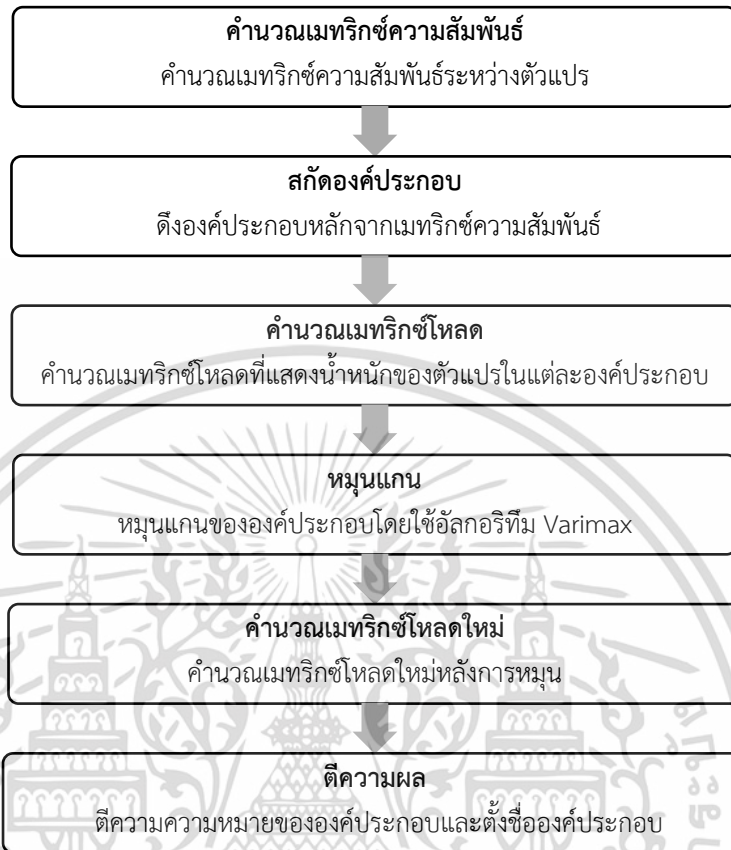 คำนวณเมทริกซ์ความสัมพันธ์
คำนวณเมทริกซ์ความสัมพันธ์ระหว่างตัวแปร
สกัดองค์ประกอบ
ดึงองค์ประกอบหลักจากเมทริกซ์ความสัมพันธ์
คำนวณเมทริกซ์โหลด
คำนวณเมทริกซ์โหลดที่แสดงน้ำหนักของตัวแปรในแต่ละองค์ประกอบ
หมุนแกน
หมุนแกนขององค์ประกอบโดยใช้อัลกอริทึม Varimax
คำนวณเมทริกซ์โหลดใหม่
คำนวณเมทริกซ์โหลดใหม่หลังการหมุน
ตีความผล
ตีความความหมายขององค์ประกอบและตั้งชื่อองค์ประกอบ